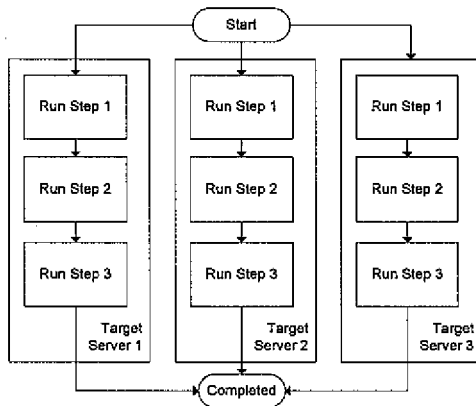 Start
Run Step 1
Run Step 1
Run Step 1
Run Step 2
Run Step 2
Run Step 2
Run Step 3
Run Step 3
Run Step 3
Target
Server 1
Target
Server 2
Target
Server 3
Completed